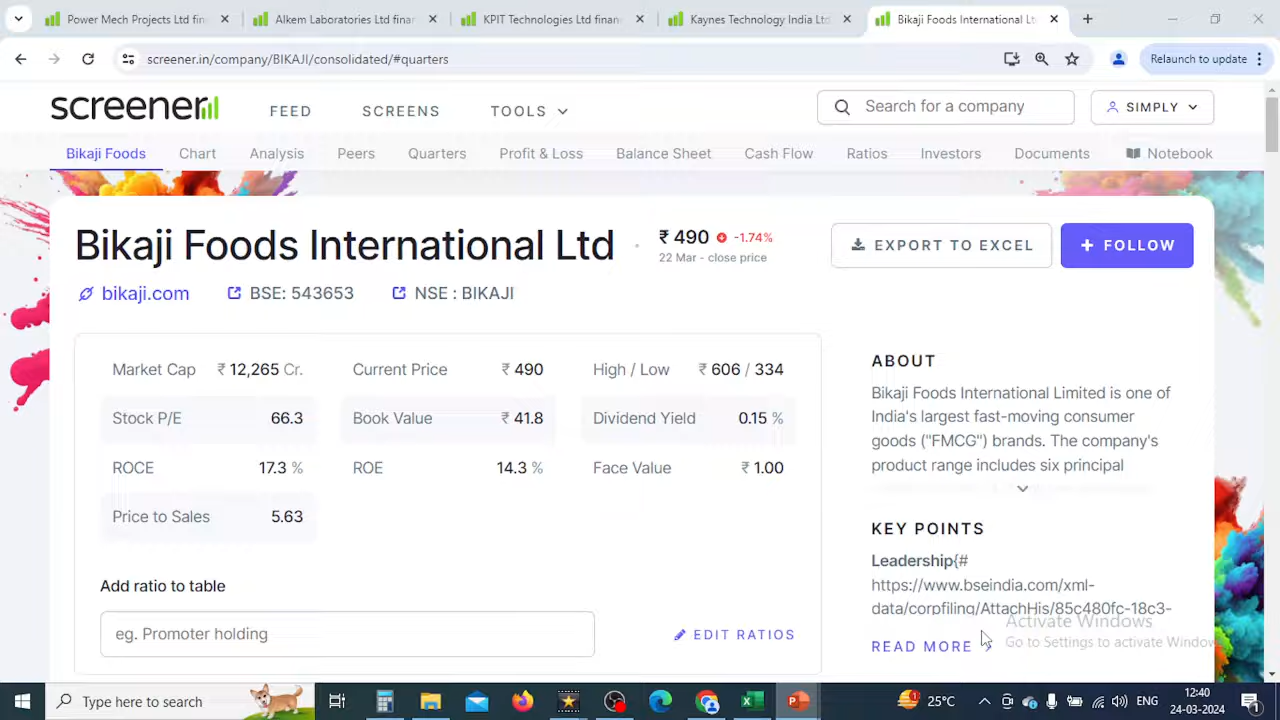 Power Mech Projects Ltd fin
Alkem Laboratories Ltd finar
KPIT Technologies Ltd finan
Kaynes Technology India Ltd
Bikaji Foods International Lt
screener.in/company/BIKAJI/consolidated/#quarters
Relaunch to update
screener
FEED
SCREENS
TOOLS
Search for a company
SIMPLY
Bikaji Foods
Chart
Analysis
Peers
Quarters
Profit & Loss
Balance Sheet
Cash Flow
Ratios
Investors
Documents
Notebook
Bikaji Foods International Ltd
₹ 490 -1.74%
22 Mar - close price
EXPORT TO EXCEL
+ FOLLOW
bikaji.com
BSE: 543653
NSE : BIKAJI
Market Cap ₹ 12,265 Cr.
Current Price ₹ 490
High / Low ₹ 606 / 334
Stock P/E 66.3
Book Value ₹ 41.8
Dividend Yield 0.15 %
ROCE 17.3 %
ROE 14.3 %
Face Value ₹ 1.00
Price to Sales 5.63
Add ratio to table
eg. Promoter holding
EDIT RATIOS
ABOUT
Bikaji Foods International Limited is one of
India's largest fast-moving consumer
goods ("FMCG") brands. The company's
product range includes six principal
KEY POINTS
Leadership{#
https://www.bseindia.com/xml-
data/corpfiling/AttachHis/85c480fc-18c3-
READ MORE
Activate Windows
Go to Settings to activate Windows
Type here to search
25°C
ENG
12:40
24-03-2024